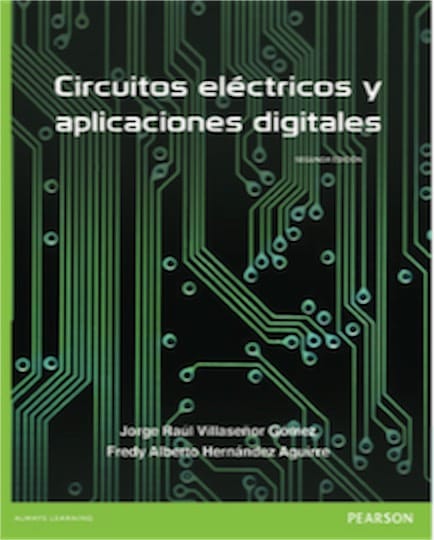 Circuitos eléctricos y
aplicaciones digitales
SEGUNDA EDICIÓN
Jorge Raúl Villaseñor Gómez
Fredy Alberto Hernández Aguirre
ALWAYS LEARNING
PEARSON